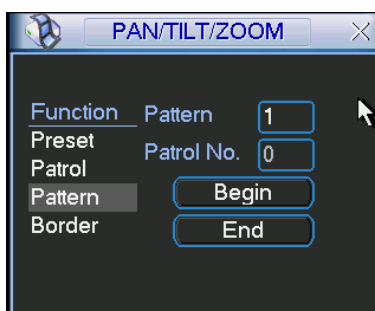 PAN/TILT/ZOOM
Function Pattern 1
Preset
Patrol No. 0
Patrol
Pattern Begin
Border End